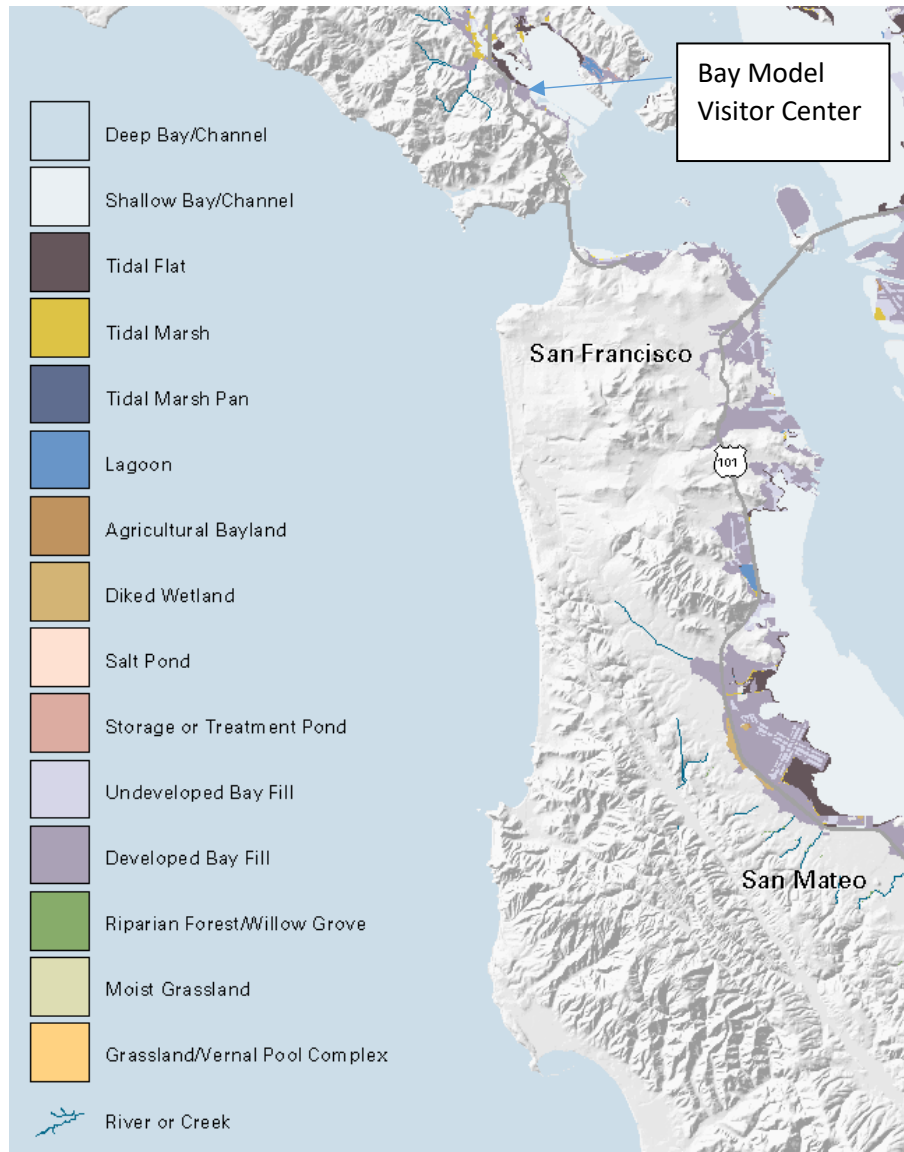 Bay Model
Visitor Center
Deep Bay/Channel
Shallow Bay/Channel
Tidal Flat
Tidal Marsh
Tidal Marsh Pan
Lagoon
Agricultural Bayland
Diked Wetland
Salt Pond
Storage or Treatment Pond
Undeveloped Bay Fill
Developed Bay Fill
Riparian Forest/Willow Grove
Moist Grassland
Grassland/Vernal Pool Complex
River or Creek
San Francisco
101
San Mateo